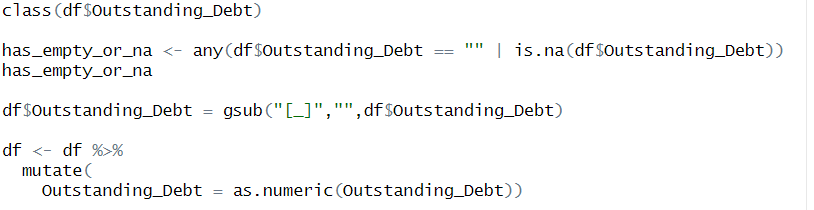 class(df$Outstanding_Debt)
has_empty_or_na <- any(df$Outstanding_Debt == "" | is.na(df$Outstanding_Debt))
has_empty_or_na
df$Outstanding_Debt = gsub("[_]","",df$Outstanding_Debt)
df <- df %>%
  mutate(
    Outstanding_Debt = as.numeric(Outstanding_Debt))